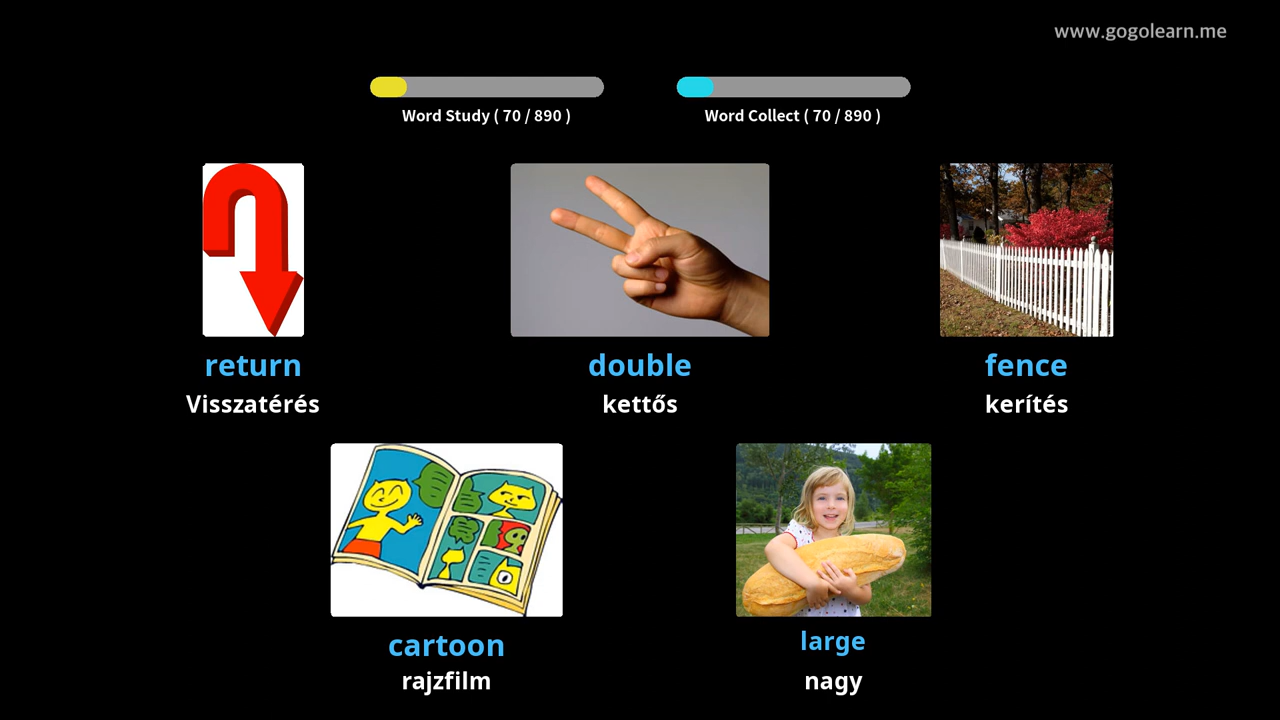 www.gogolearn.me
Word Study ( 70 / 890 )
Word Collect ( 70 / 890 )
return
Visszatérés
double
kettős
fence
kerítés
cartoon
rajzfilm
large
nagy